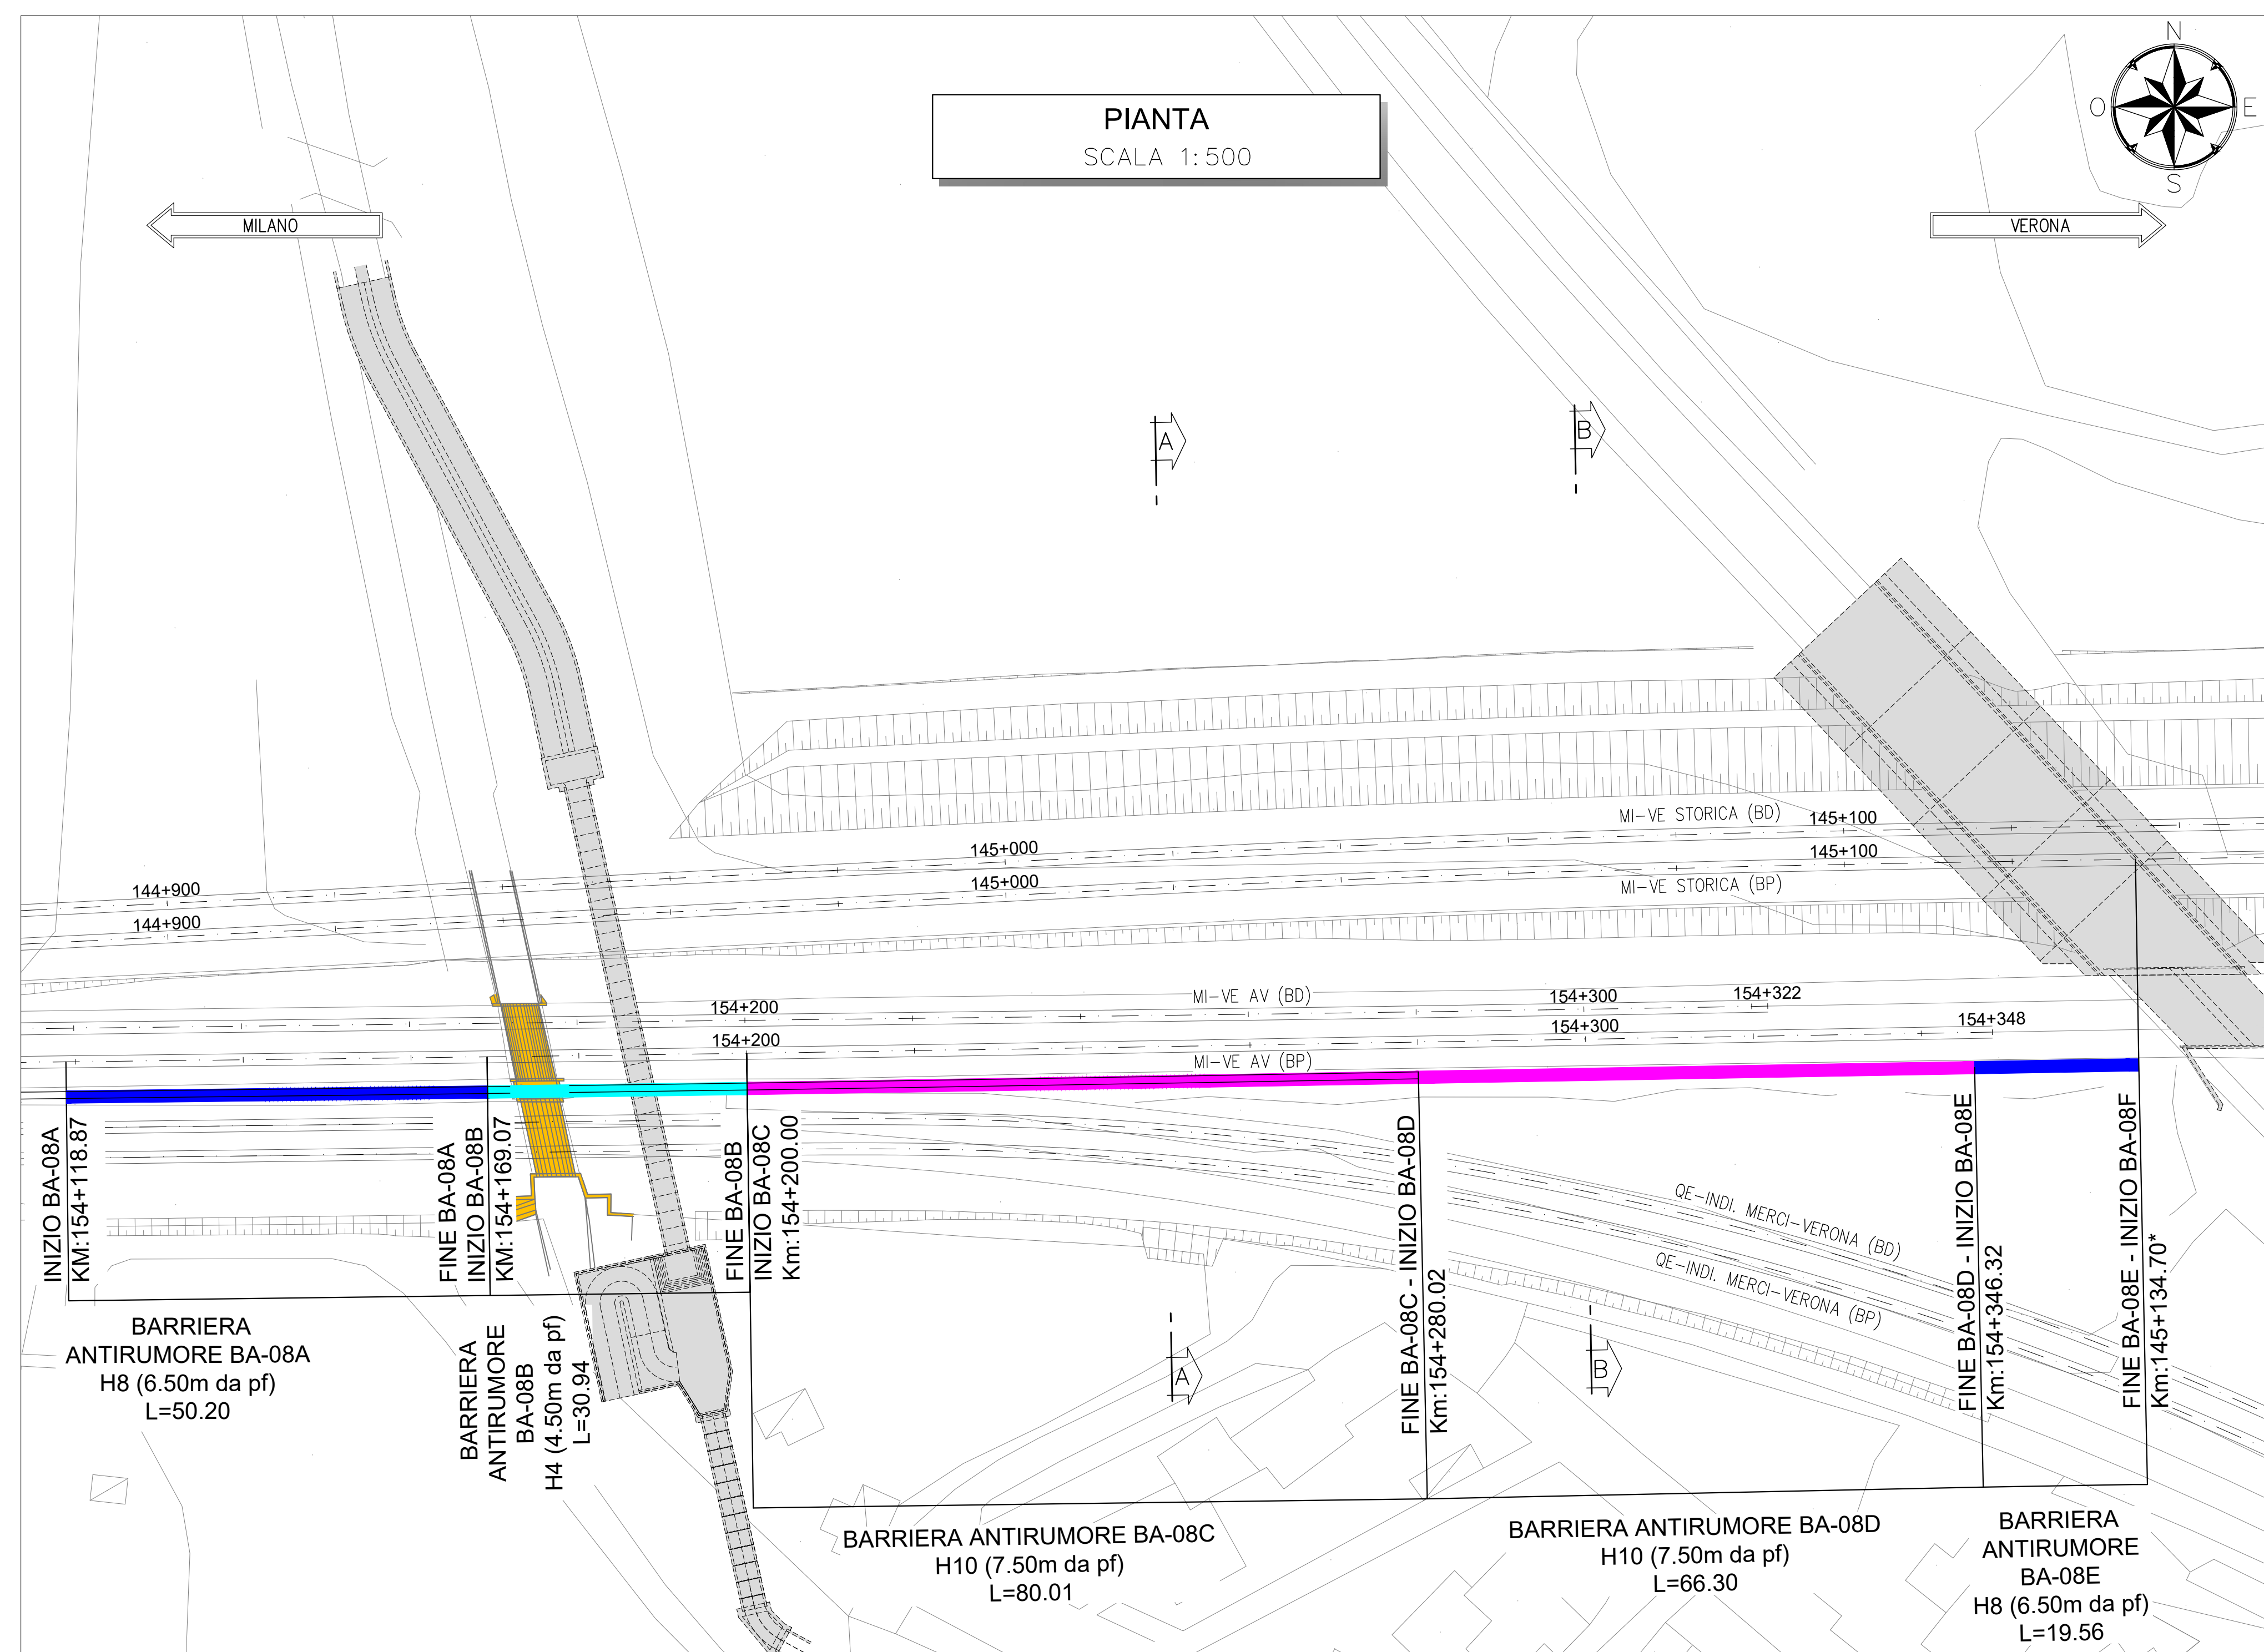 N
O
E
S
PIANTA
SCALA 1:500
MILANO
VERONA
A
B
MI-VE STORICA (BD)
145+100
145+000
145+100
144+900
145+000
MI-VE STORICA (BP)
144+900
MI-VE AV (BD)
154+200
154+300
154+322
154+200
154+300
154+348
MI-VE AV (BP)
INIZIO BA-08A
KM:154+118.87
FINE BA-08A
INIZIO BA-08B
KM:154+169.07
FINE BA-08B
INIZIO BA-08C
Km:154+200.00
FINE BA-08C - INIZIO BA-08D
Km:154+280.02
FINE BA-08D - INIZIO BA-08E
Km:154+346.32
FINE BA-08E - INIZIO BA-08F
Km:145+134.70*
QE-INDI. MERCI-VERONA (BD)
QE-INDI. MERCI-VERONA (BP)
A
B
BARRIERA
ANTIRUMORE BA-08A
H8 (6.50m da pf)
L=50.20
BARRIERA
ANTIRUMORE
BA-08B
H4 (4.50m da pf)
L=30.94
BARRIERA ANTIRUMORE BA-08C
H10 (7.50m da pf)
L=80.01
BARRIERA ANTIRUMORE BA-08D
H10 (7.50m da pf)
L=66.30
BARRIERA
ANTIRUMORE
BA-08E
H8 (6.50m da pf)
L=19.56